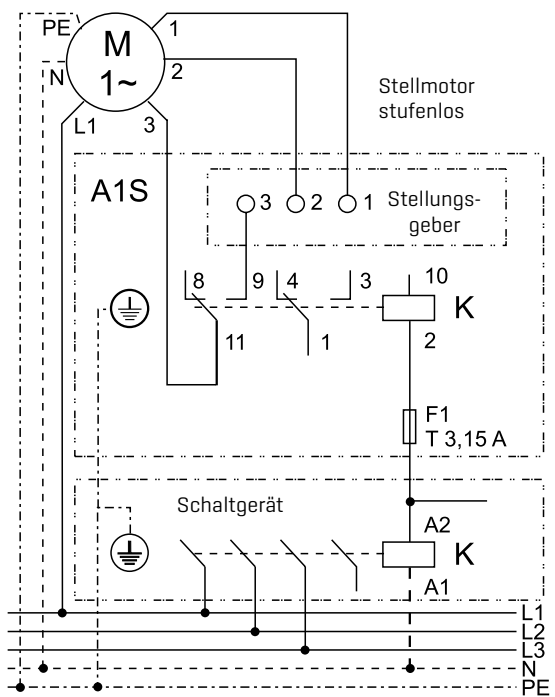 PE
1
M
1~
N
2
L1
3
Stellmotor
stufenlos
A1S
3
2
1
Stellungs-
geber
8
9
4
3
10
K
11
1
2
F1
T 3,15 A
Schaltgerät
A2
K
A1
L1
L2
L3
N
PE